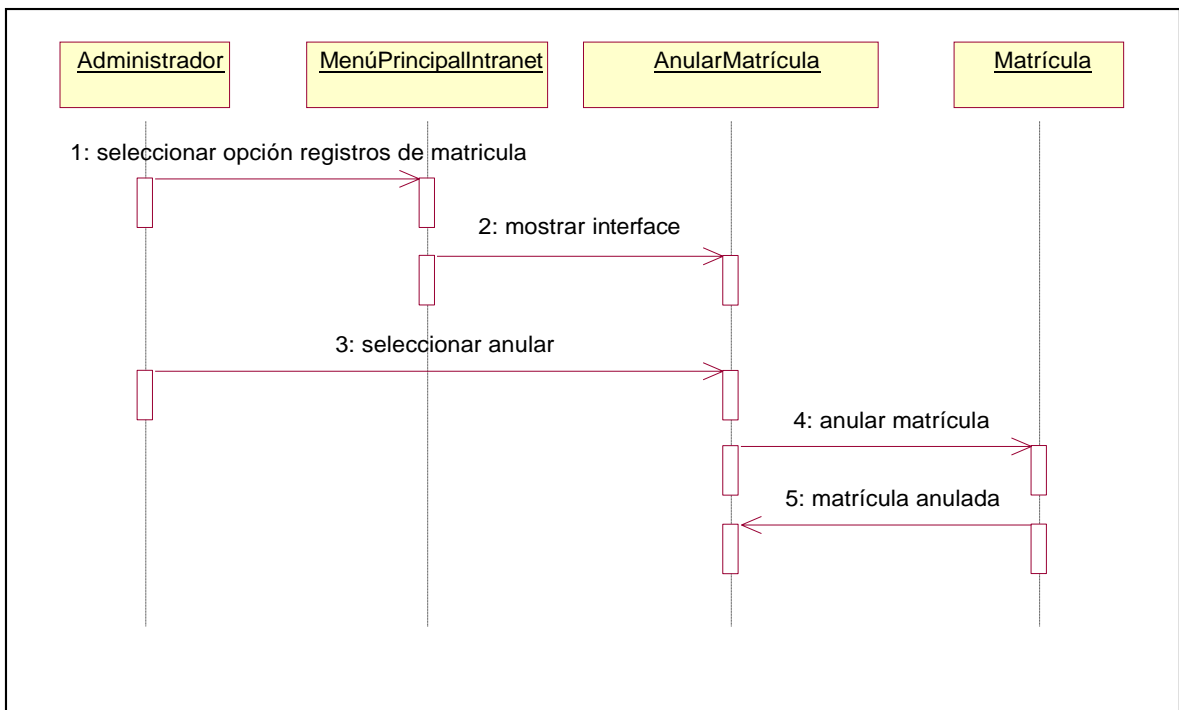 Administrador
MenúPrincipalIntranet
AnularMatrícula
Matrícula
1: seleccionar opción registros de matricula
2: mostrar interface
3: seleccionar anular
4: anular matrícula
5: matrícula anulada